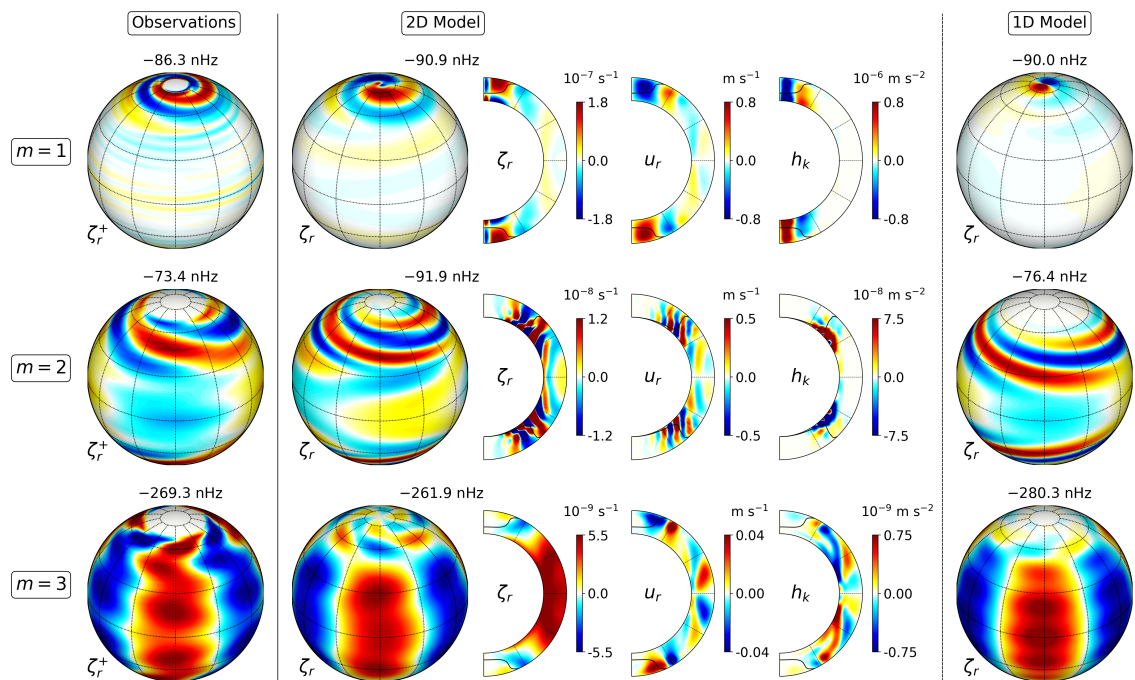 Observations
2D Model
1D Model
−86.3 nHz
−90.9 nHz
10⁻⁷ s⁻¹
m s⁻¹
10⁻⁶ m s⁻²
−90.0 nHz
m = 1
1.8
0.8
0.8
ζᵣ
uᵣ
hₖ
0.0
0.0
0.0
-1.8
-0.8
-0.8
ζᵣ⁺
ζᵣ
ζᵣ
−73.4 nHz
−91.9 nHz
10⁻⁸ s⁻¹
m s⁻¹
10⁻⁸ m s⁻²
−76.4 nHz
m = 2
1.2
0.5
7.5
ζᵣ
uᵣ
hₖ
0.0
0.0
0.0
-1.2
-0.5
-7.5
ζᵣ⁺
ζᵣ
ζᵣ
−269.3 nHz
−261.9 nHz
10⁻⁹ s⁻¹
m s⁻¹
10⁻⁹ m s⁻²
−280.3 nHz
m = 3
5.5
0.04
0.75
ζᵣ
uᵣ
hₖ
0.0
0.00
0.00
-5.5
-0.04
-0.75
ζᵣ⁺
ζᵣ
ζᵣ